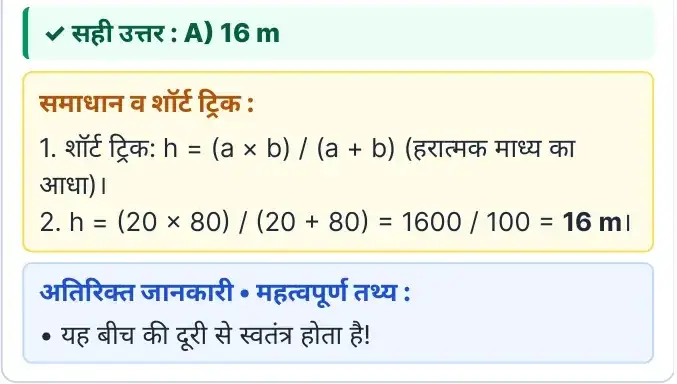 ✓ सही उत्तर : A) 16 m
समाधान व शॉर्ट ट्रिक :
1. शॉर्ट ट्रिक: h = (a × b) / (a + b) (हरात्मक माध्य का
आधा)।
2. h = (20 × 80) / (20 + 80) = 1600 / 100 = 16 m।
अतिरिक्त जानकारी • महत्वपूर्ण तथ्य :
• यह बीच की दूरी से स्वतंत्र होता है!